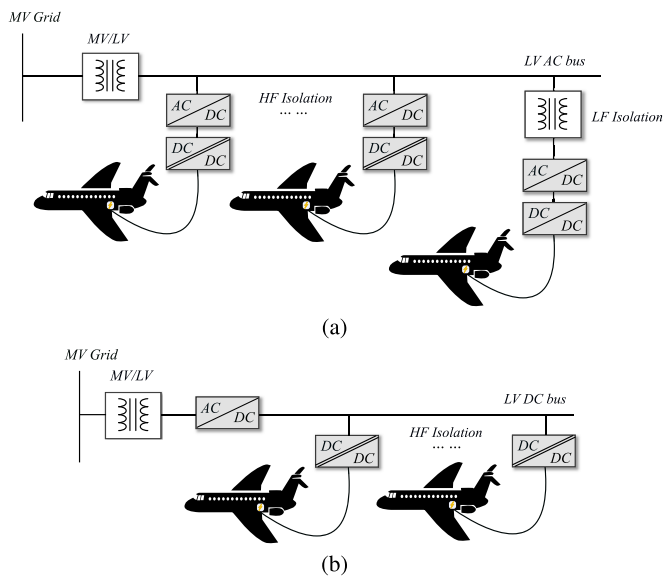 MV Grid
MV/LV
LV AC bus
AC
DC
HF Isolation
... ...
AC
DC
LF Isolation
DC
DC
DC
DC
AC
DC
DC
DC
(a)
MV Grid
MV/LV
LV DC bus
AC
DC
HF Isolation
... ...
DC
DC
DC
DC
(b)